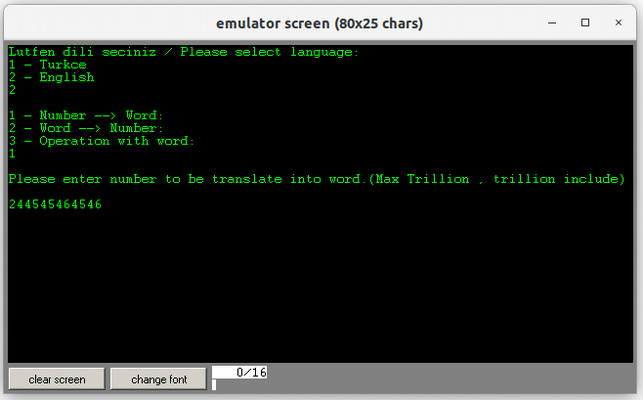 emulator screen (80x25 chars)
Lutfen dili seciniz / Please select language:
1 - Turkce
2 - English
2
1 - Number --> Word:
2 - Word --> Number:
3 - Operation with word:
1
Please enter number to be translate into word.(Max Trillion , trillion include)
244545464546
clear screen change font 0/16